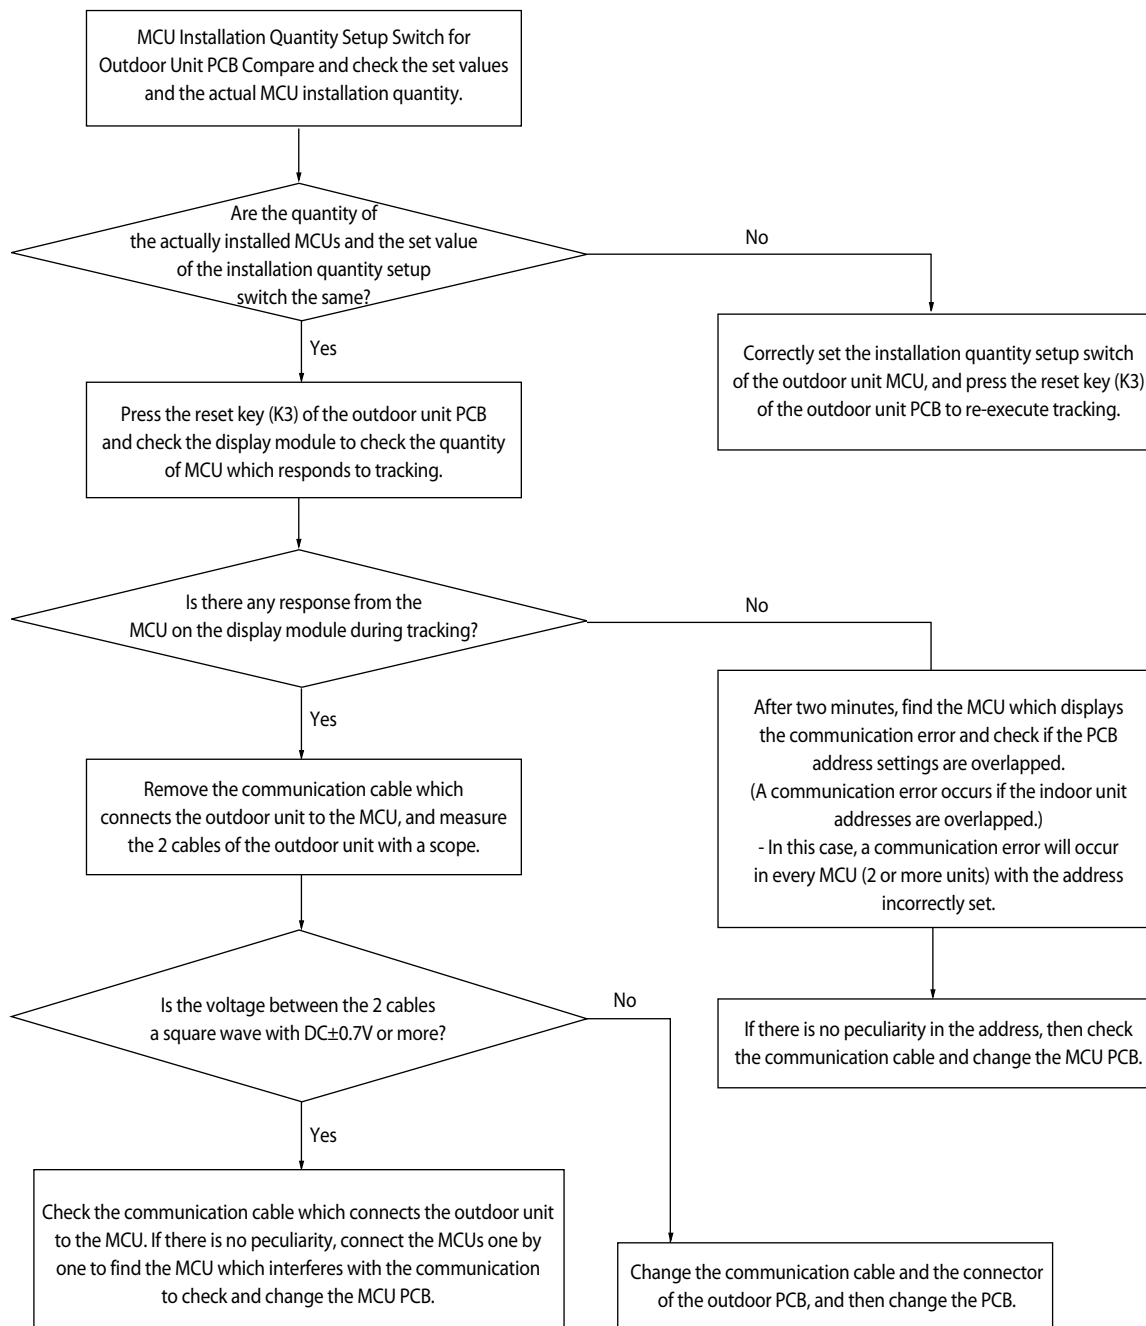 MCU Installation Quantity Setup Switch for
Outdoor Unit PCB Compare and check the set values
and the actual MCU installation quantity.
Are the quantity of
the actually installed MCUs and the set value
of the installation quantity setup
switch the same?
No
Yes
Correctly set the installation quantity setup switch
of the outdoor unit MCU, and press the reset key (K3)
of the outdoor unit PCB to re-execute tracking.
Press the reset key (K3) of the outdoor unit PCB
and check the display module to check the quantity
of MCU which responds to tracking.
Is there any response from the
MCU on the display module during tracking?
No
Yes
After two minutes, find the MCU which displays
the communication error and check if the PCB
address settings are overlapped.
(A communication error occurs if the indoor unit
addresses are overlapped.)
- In this case, a communication error will occur
in every MCU (2 or more units) with the address
incorrectly set.
Remove the communication cable which
connects the outdoor unit to the MCU, and measure
the 2 cables of the outdoor unit with a scope.
Is the voltage between the 2 cables
a square wave with DC±0.7V or more?
No
Yes
If there is no peculiarity in the address, then check
the communication cable and change the MCU PCB.
Check the communication cable which connects the outdoor unit
to the MCU. If there is no peculiarity, connect the MCUs one by
one to find the MCU which interferes with the communication
to check and change the MCU PCB.
Change the communication cable and the connector
of the outdoor PCB, and then change the PCB.